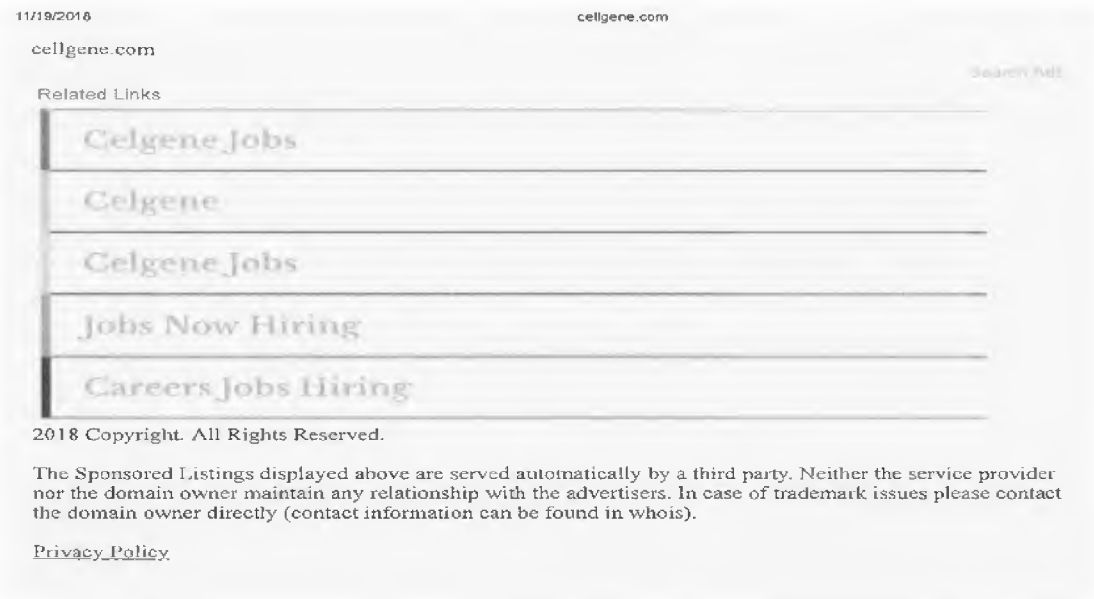 11/19/2018 cellgene.com
cellgene.com
Search Ads
Related Links
Celgene Jobs
Celgene
Celgene Jobs
Jobs Now Hiring
Careers Jobs Hiring
2018 Copyright. All Rights Reserved.
The Sponsored Listings displayed above are served automatically by a third party. Neither the service provider
nor the domain owner maintain any relationship with the advertisers. In case of trademark issues please contact
the domain owner directly (contact information can be found in whois).
Privacy Policy